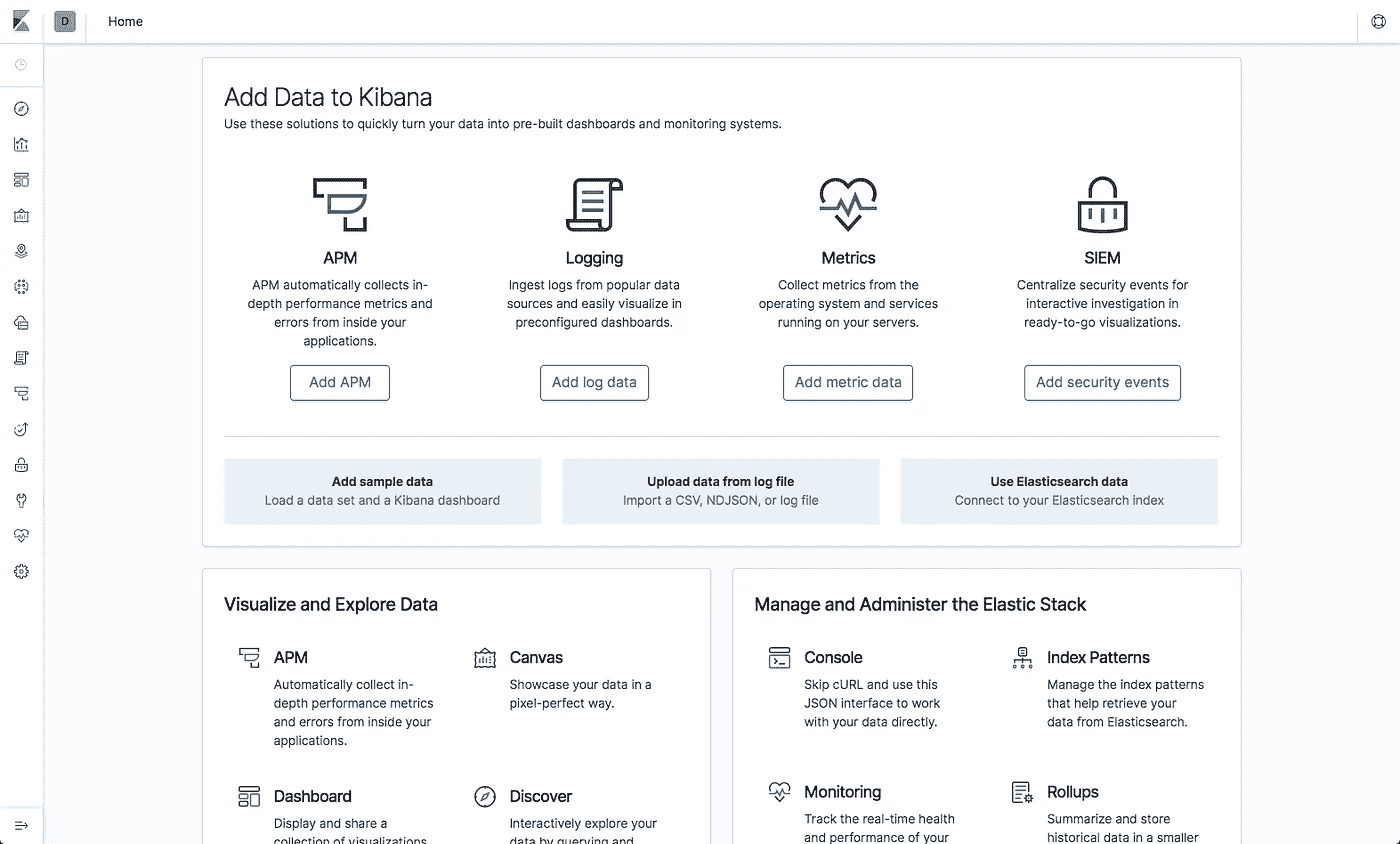 D
Home
Add Data to Kibana
Use these solutions to quickly turn your data into pre-built dashboards and monitoring systems.
APM
APM automatically collects in-
depth performance metrics and
errors from inside your
applications.
Add APM
Logging
Ingest logs from popular data
sources and easily visualize in
preconfigured dashboards.
Add log data
Metrics
Collect metrics from the
operating system and services
running on your servers.
Add metric data
SIEM
Centralize security events for
interactive investigation in
ready-to-go visualizations.
Add security events
Add sample data
Load a data set and a Kibana dashboard
Upload data from log file
Import a CSV, NDJSON, or log file
Use Elasticsearch data
Connect to your Elasticsearch index
Visualize and Explore Data
APM
Automatically collect in-
depth performance metrics
and errors from inside your
applications.
Canvas
Showcase your data in a
pixel-perfect way.
Dashboard
Display and share a
collection of visualizations
Discover
Interactively explore your
data by querying and
Manage and Administer the Elastic Stack
Console
Skip cURL and use this
JSON interface to work
with your data directly.
Index Patterns
Manage the index patterns
that help retrieve your
data from Elasticsearch.
Monitoring
Track the real-time health
and performance of your
Rollups
Summarize and store
historical data in a smaller